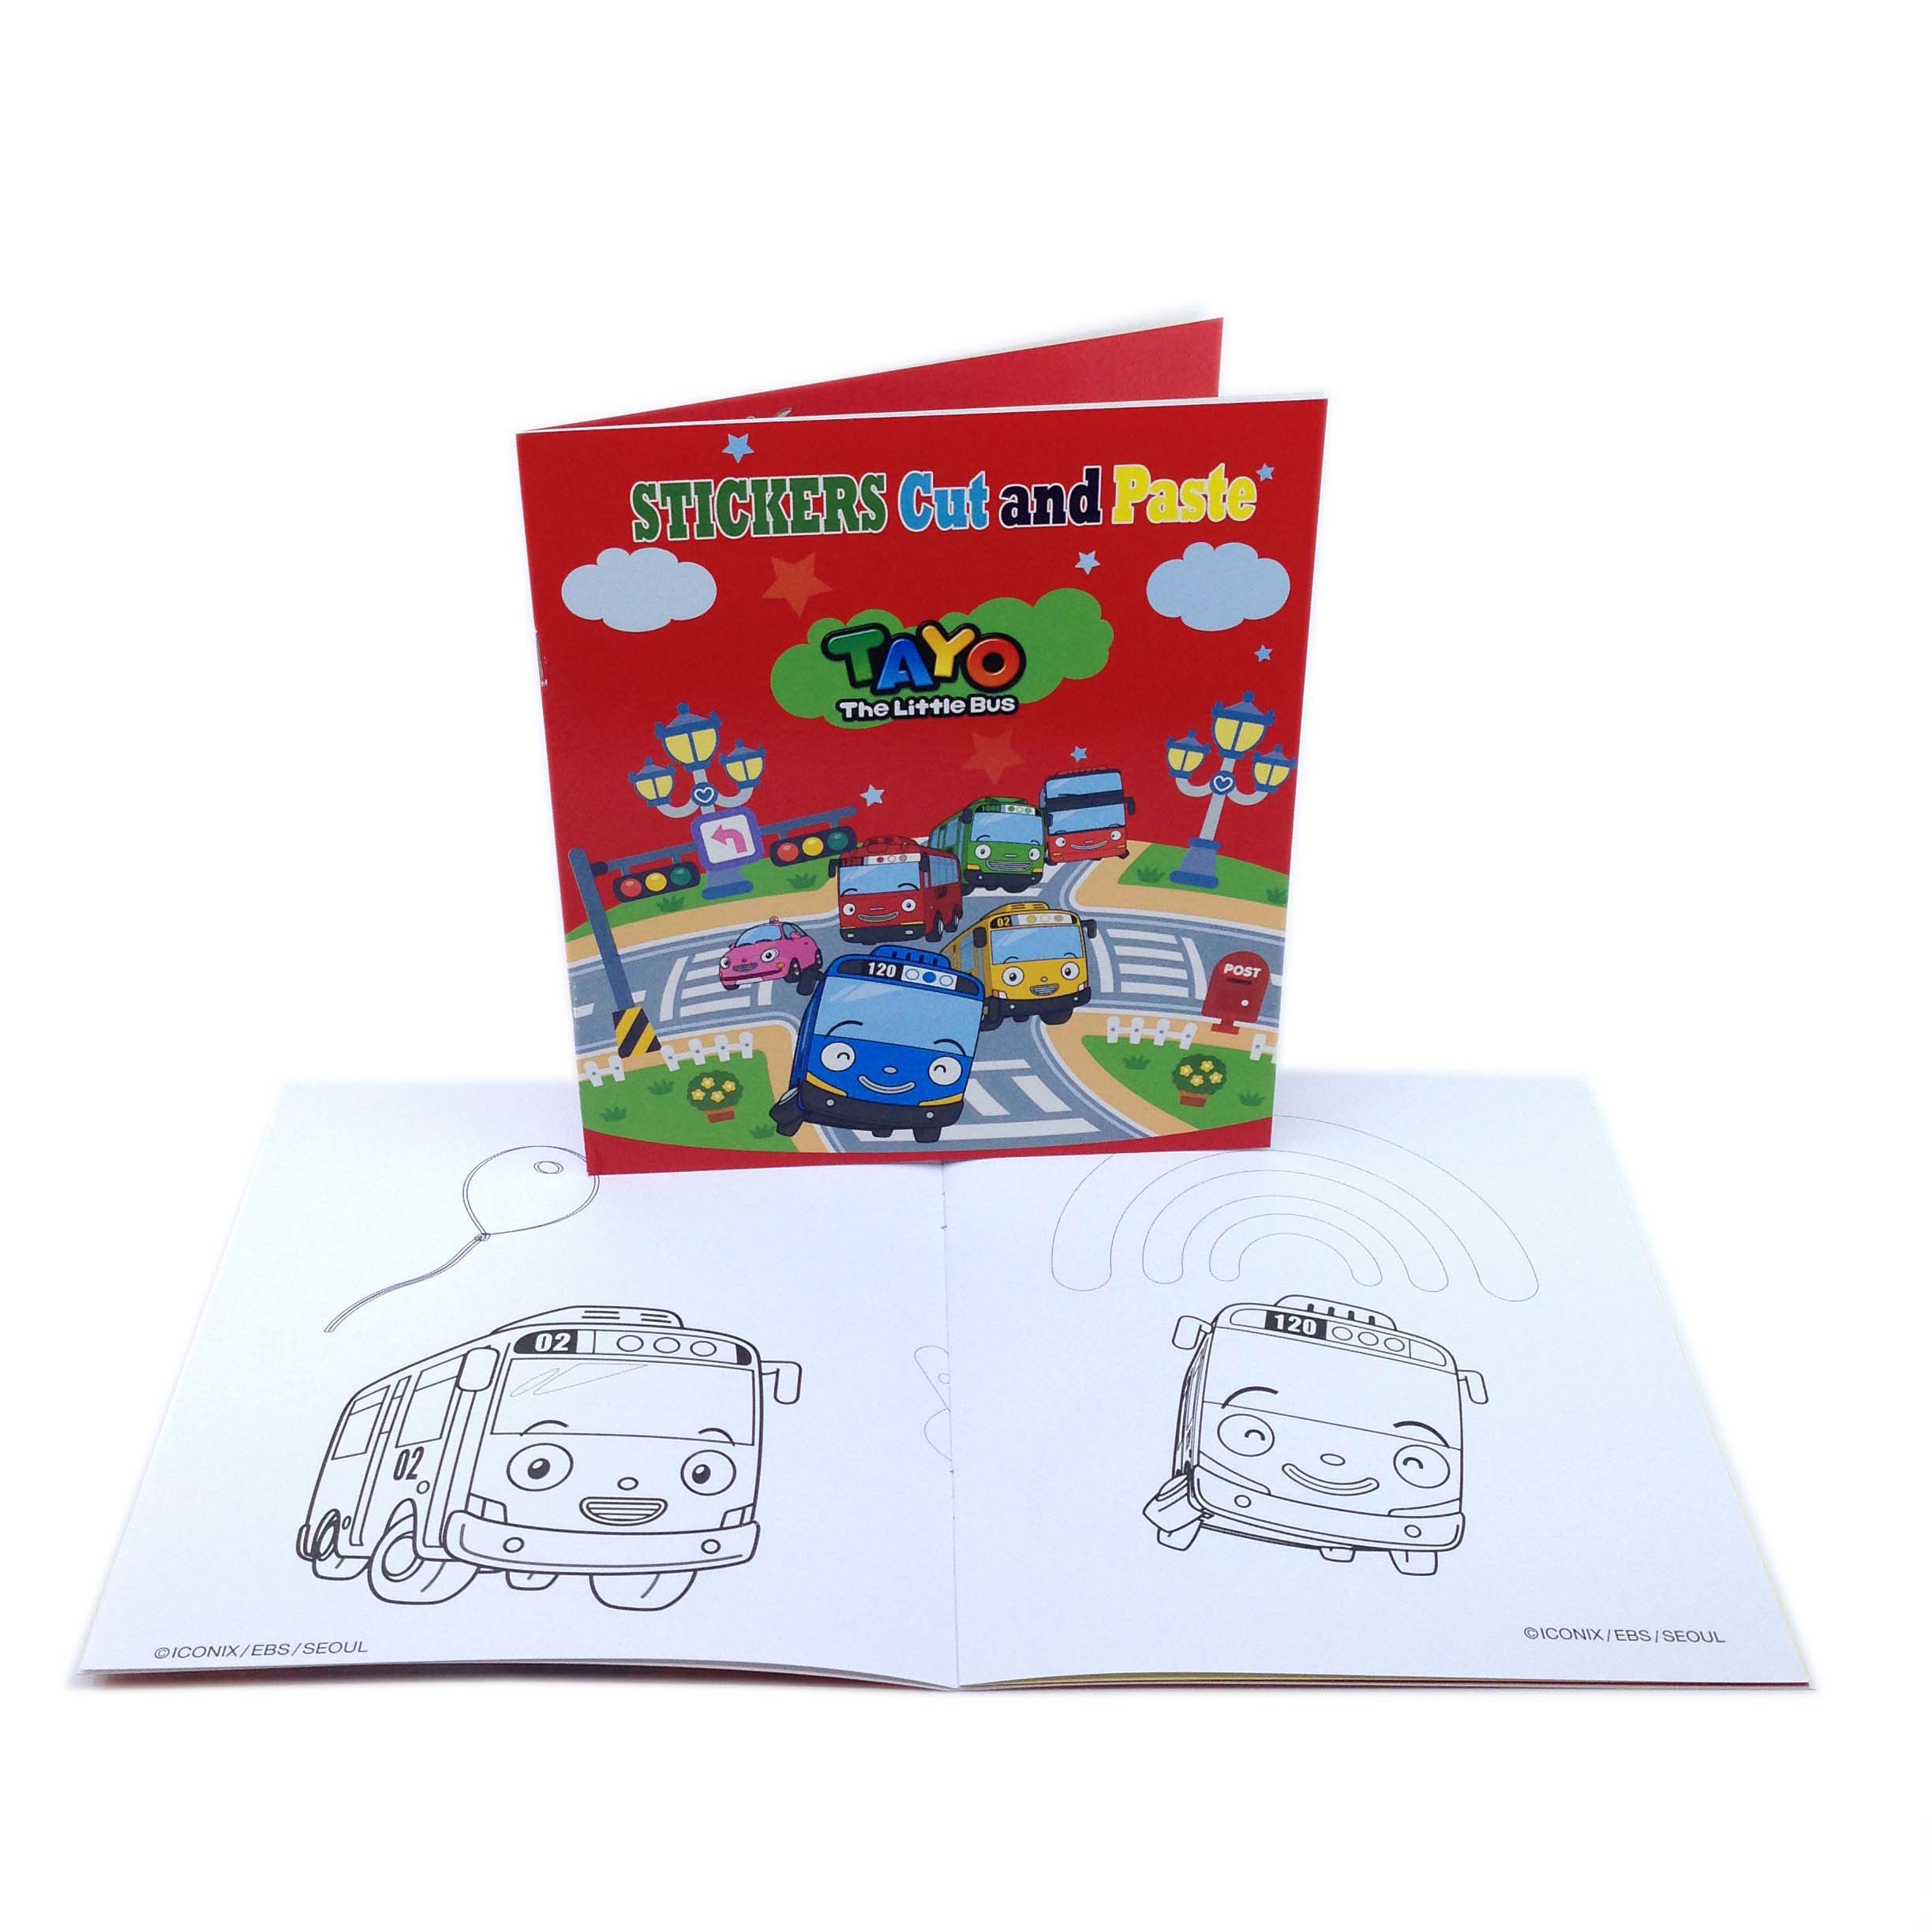 STICKERS Cut and Paste
TAYO
The Little Bus
1000
02
120
POST
02
02
©ICONIX/EBS/SEOUL
120
©ICONIX/EBS/SEOUL